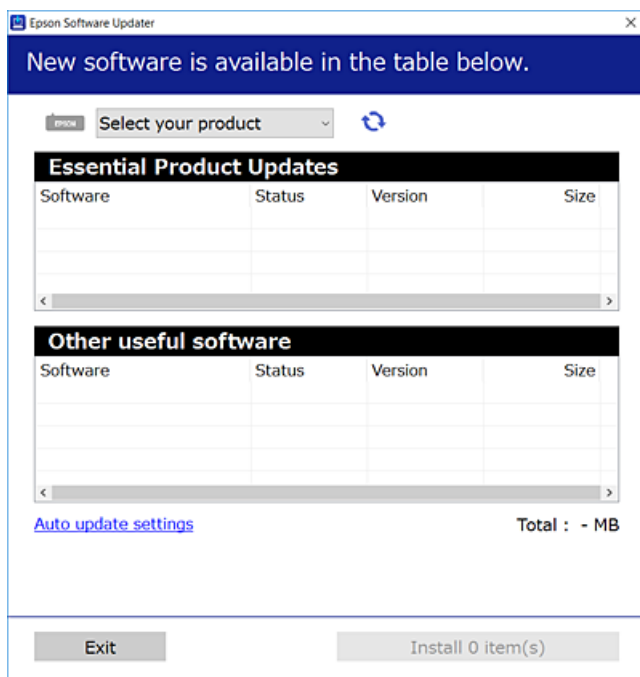 Epson Software Updater
New software is available in the table below.
EPSON Select your product
Essential Product Updates
Software Status Version Size
Other useful software
Software Status Version Size
Auto update settings Total : - MB
Exit Install 0 item(s)